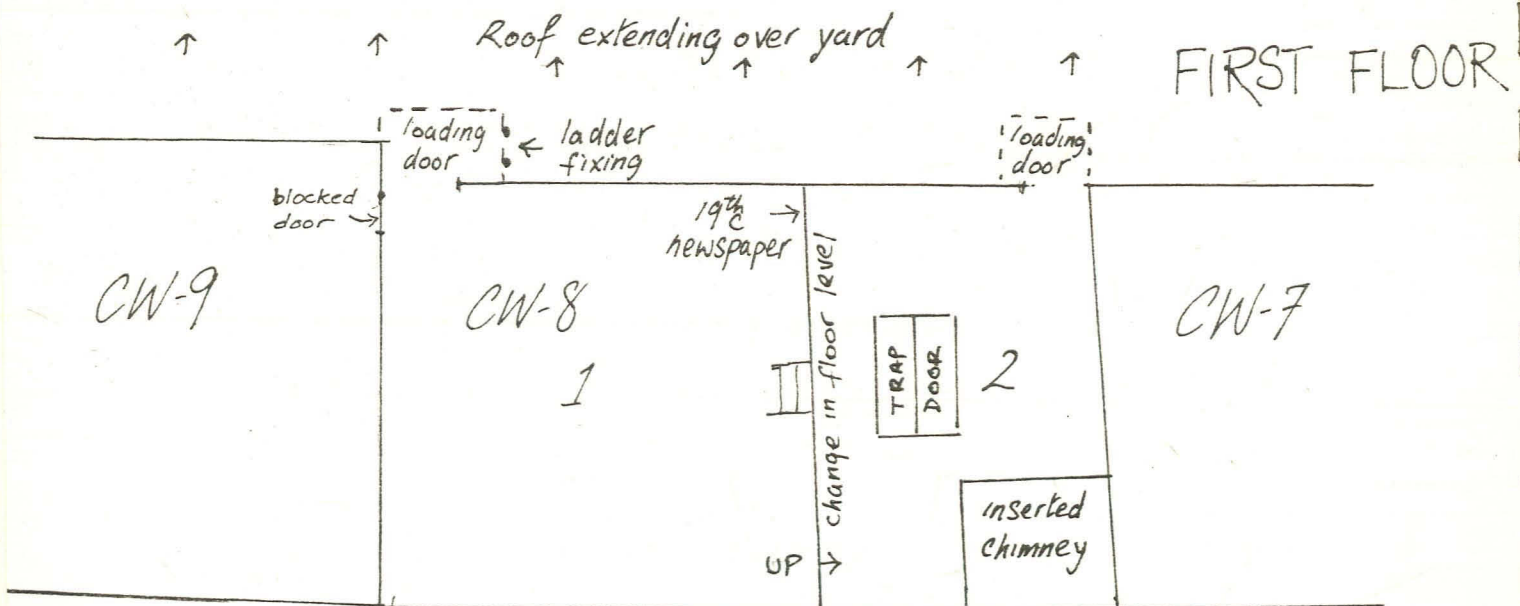 Roof extending over yard
FIRST FLOOR
loading
door
ladder
fixing
loading
door
blocked
door
19th C
newspaper
change in floor level
CW-9
CW-8
CW-7
1
TRAP
DOOR
2
inserted
chimney
UP